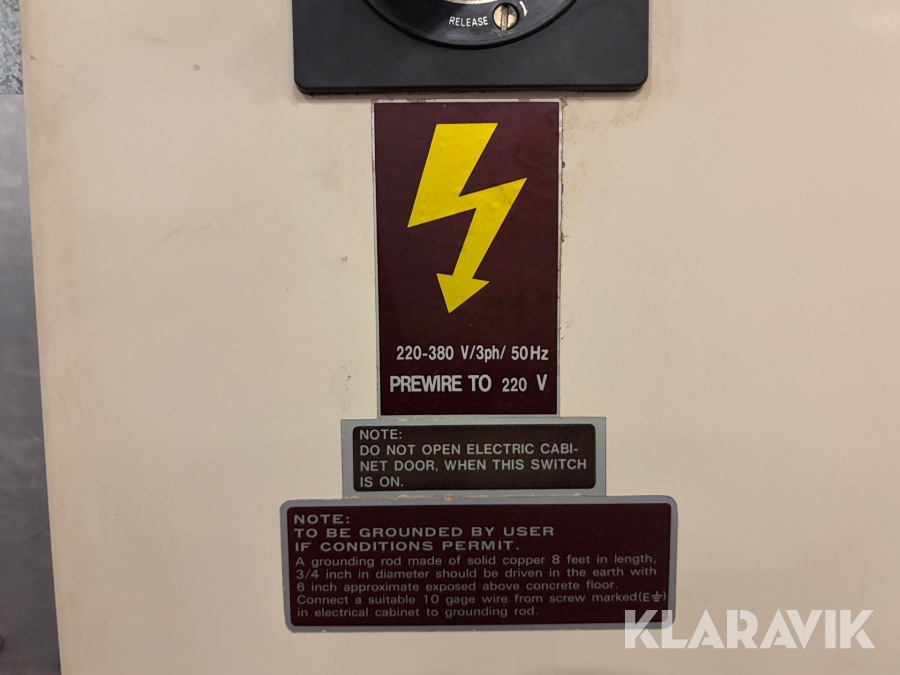 RELEASE
220-380 V/3ph/ 50Hz
PREWIRE TO 220 V
NOTE:
DO NOT OPEN ELECTRIC CABI-
NET DOOR, WHEN THIS SWITCH
IS ON.
NOTE:
TO BE GROUNDED BY USER
IF CONDITIONS PERMIT.
A grounding rod made of solid copper 8 feet in length,
3/4 inch in diameter should be driven in the earth with
6 inch approximate exposed above concrete floor.
Connect a suitable 10 gage wire from screw marked(E⏚)
in electrical cabinet to grounding rod.
KLARAVIK